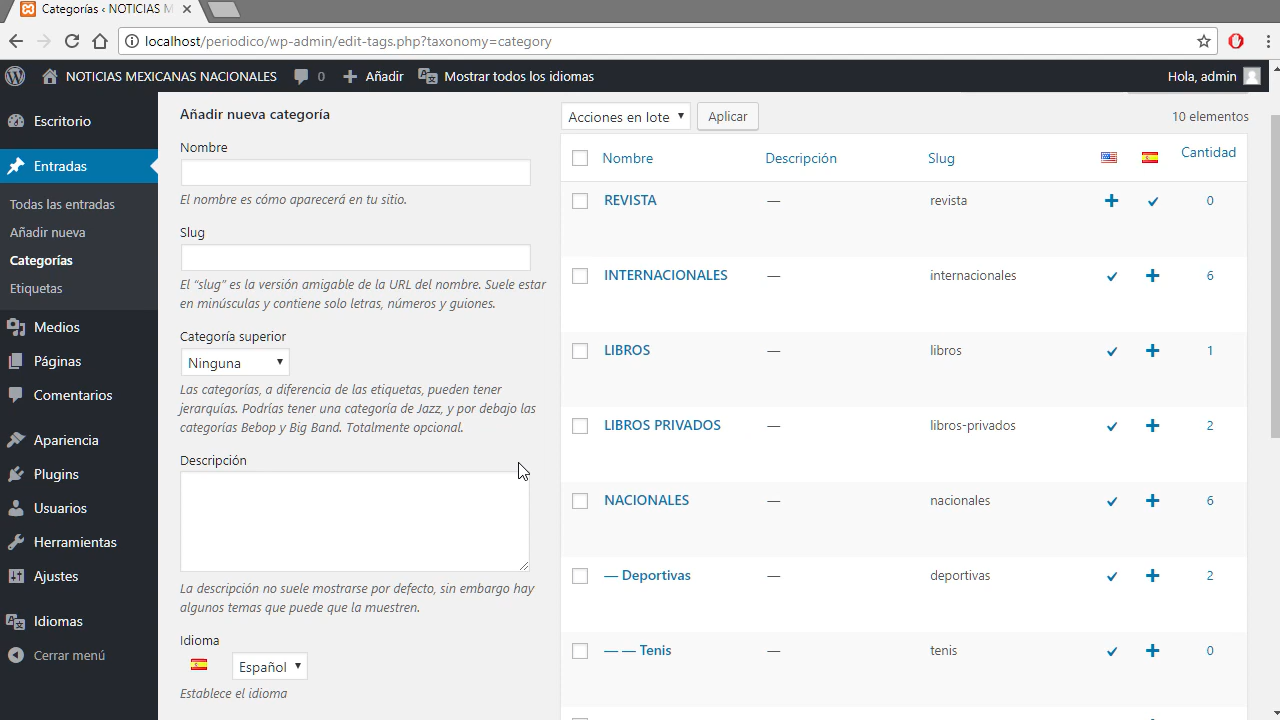 Categorías ‹ NOTICIAS M
localhost/periodico/wp-admin/edit-tags.php?taxonomy=category
NOTICIAS MEXICANAS NACIONALES 0 Añadir Mostrar todos los idiomas Hola, admin
Escritorio
Entradas
Todas las entradas
Añadir nueva
Categorías
Etiquetas
Medios
Páginas
Comentarios
Apariencia
Plugins
Usuarios
Herramientas
Ajustes
Idiomas
Cerrar menú
Añadir nueva categoría
Nombre
El nombre es cómo aparecerá en tu sitio.
Slug
El “slug” es la versión amigable de la URL del nombre. Suele estar
en minúsculas y contiene solo letras, números y guiones.
Categoría superior
Ninguna
Las categorías, a diferencia de las etiquetas, pueden tener
jerarquías. Podrías tener una categoría de Jazz, y por debajo las
categorías Bebop y Big Band. Totalmente opcional.
Descripción
La descripción no suele mostrarse por defecto, sin embargo hay
algunos temas que puede que la muestren.
Idioma
Español
Establece el idioma
Acciones en lote Aplicar 10 elementos
Nombre Descripción Slug Cantidad
REVISTA — revista 0
INTERNACIONALES — internacionales 6
LIBROS — libros 1
LIBROS PRIVADOS — libros-privados 2
NACIONALES — nacionales 6
— Deportivas — deportivas 2
— — Tenis — tenis 0